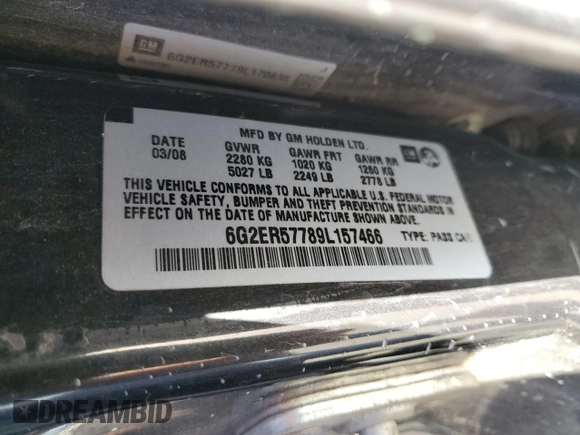 GM
6G2ER57779L170835
MFD BY GM HOLDEN LTD.
DATE GVWR GAWR FRT GAWR RR
03/08 2280 KG 1020 KG 1260 KG
5027 LB 2249 LB 2778 LB
GM
THIS VEHICLE CONFORMS TO ALL APPLICABLE U.S. FEDERAL MOTOR
VEHICLE SAFETY, BUMPER AND THEFT PREVENTION STANDARDS IN
EFFECT ON THE DATE OF MANUFACTURE SHOWN ABOVE.
6G2ER57789L157466 TYPE: PASS CAR
DREAMBID